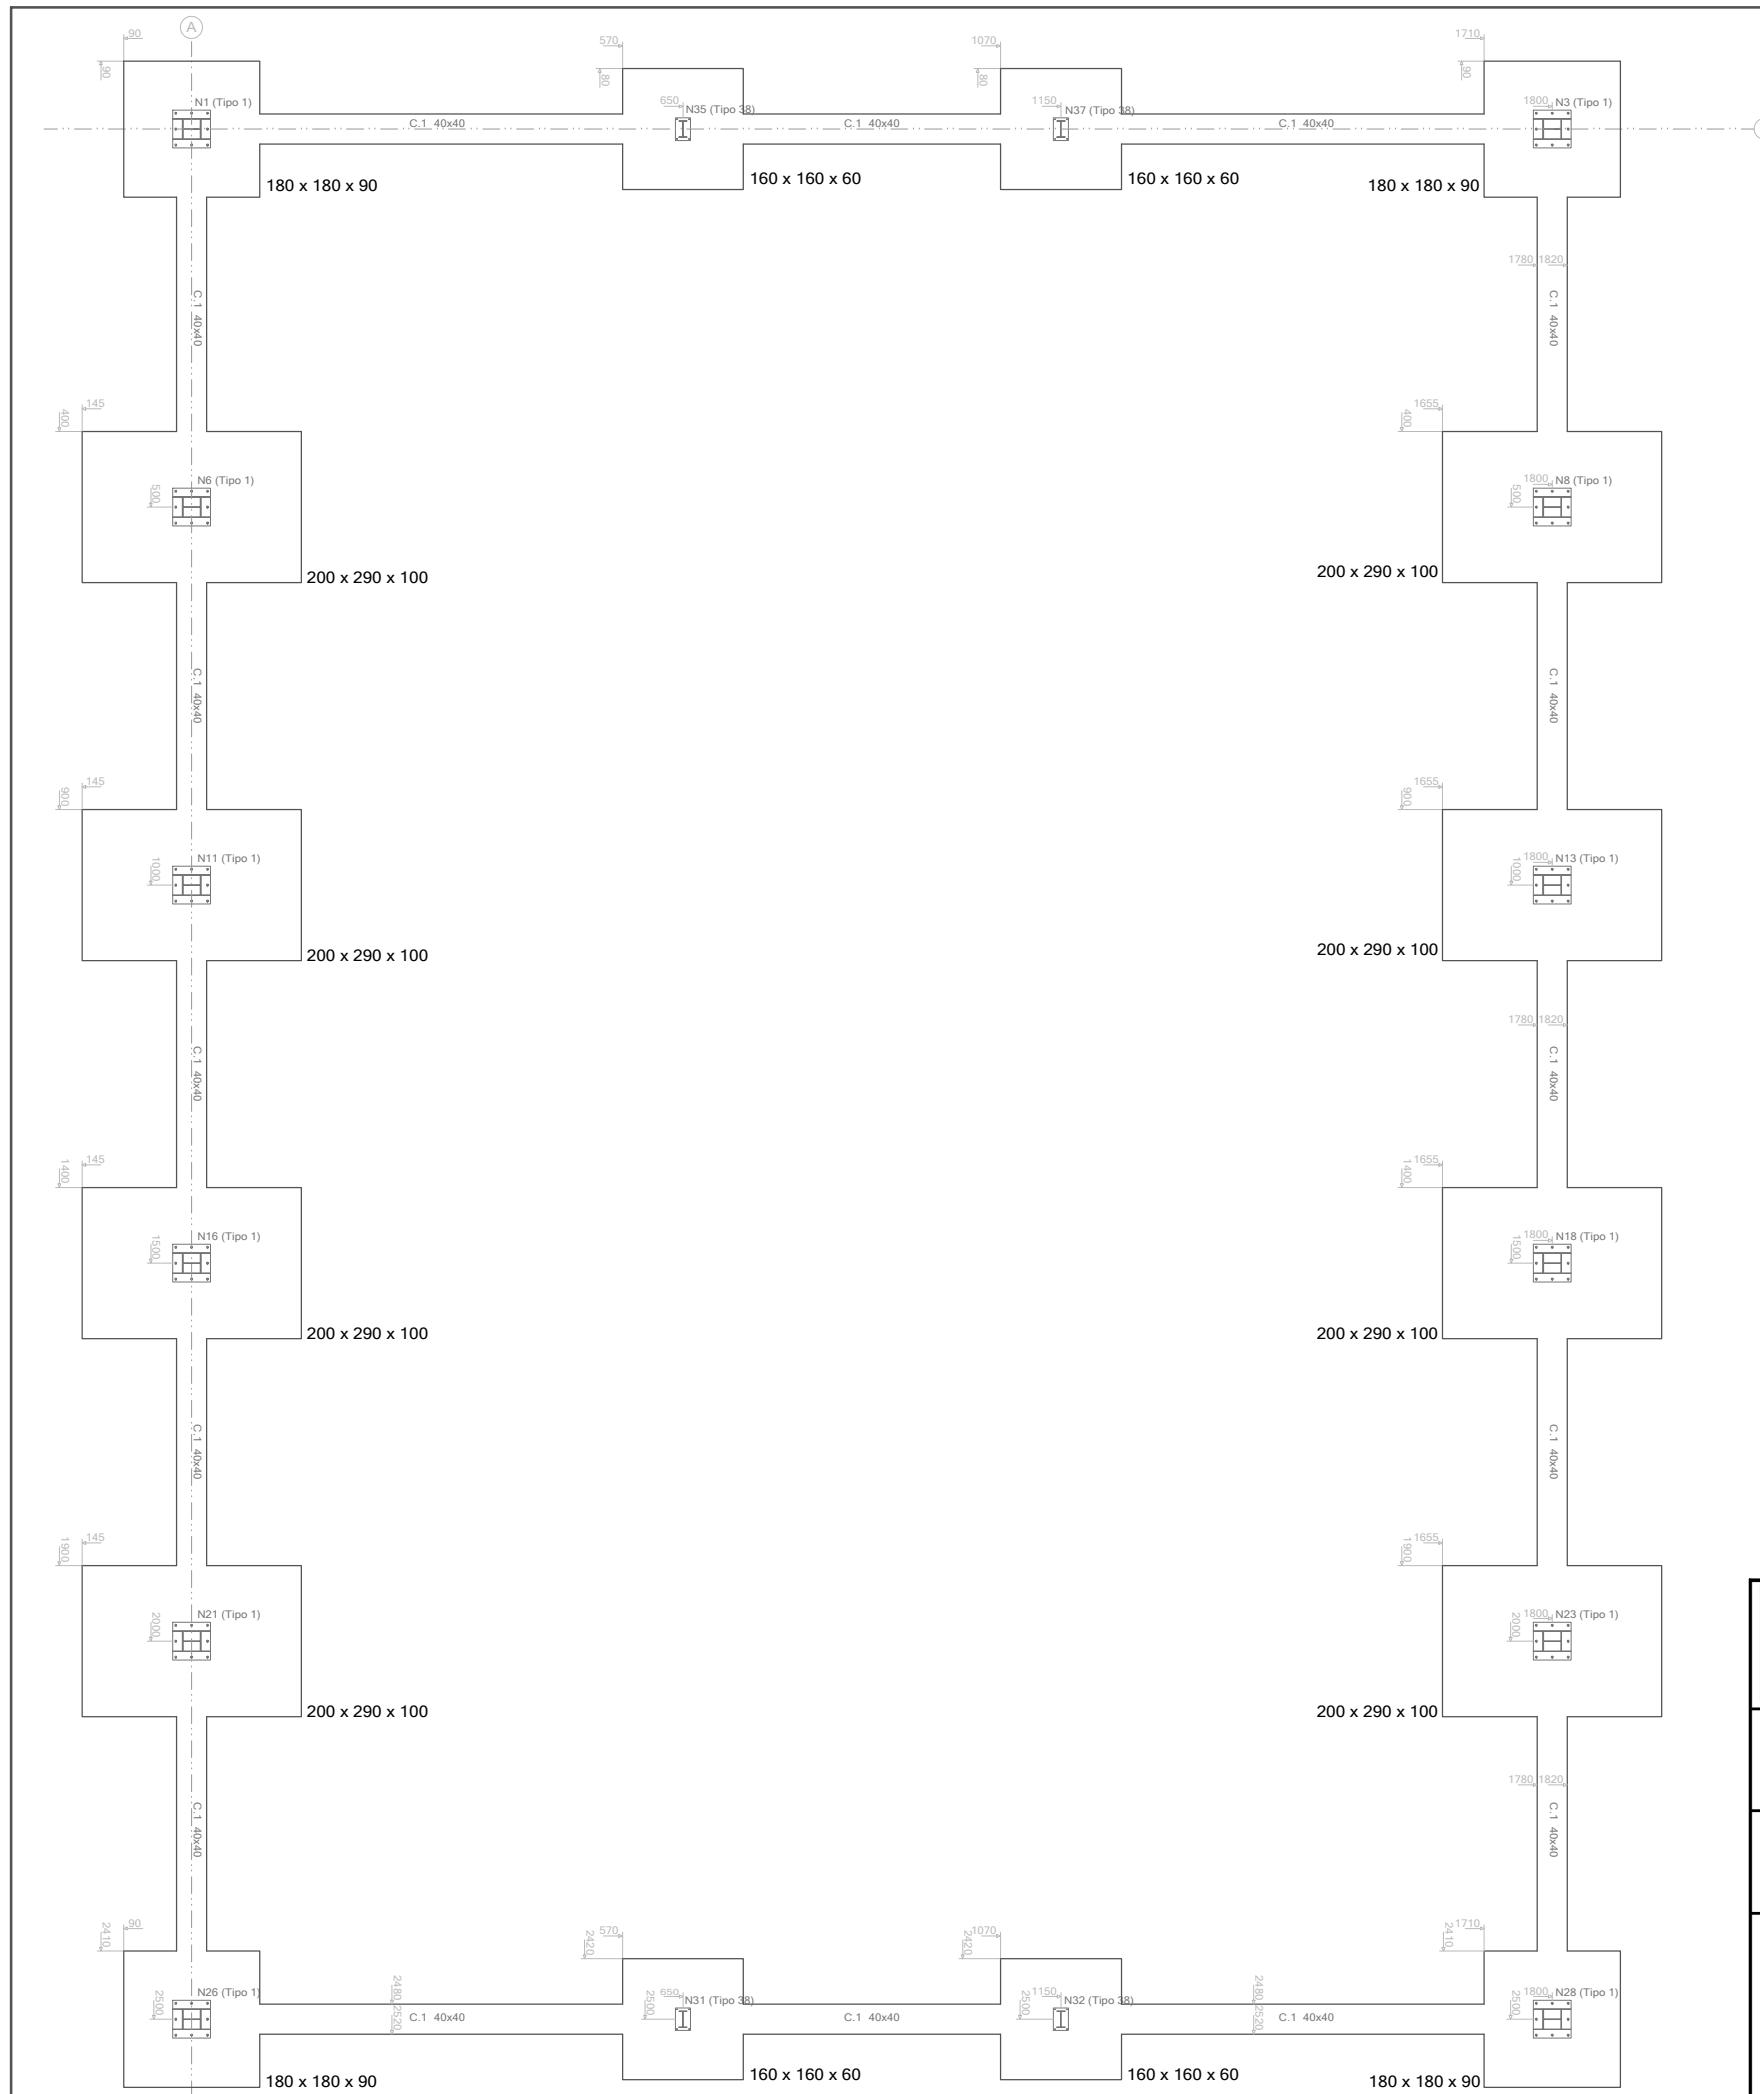 A
90
90
N1 (Tipo 1)
C.1 40x40
180 x 180 x 90
570
80
650
N35 (Tipo 38)
160 x 160 x 60
C.1 40x40
1070
80
1150
N37 (Tipo 38)
160 x 160 x 60
C.1 40x40
1710
90
1800
N3 (Tipo 1)
180 x 180 x 90
C.1 40x40
1780 1820
C.1 40x40
400
145
N6 (Tipo 1)
500
200 x 290 x 100
1655
400
1800
N8 (Tipo 1)
500
200 x 290 x 100
C.1 40x40
C.1 40x40
900
145
N11 (Tipo 1)
1000
200 x 290 x 100
1655
900
1800
N13 (Tipo 1)
1000
200 x 290 x 100
C.1 40x40
1780 1820
C.1 40x40
1400
145
N16 (Tipo 1)
1500
200 x 290 x 100
1655
1400
1800
N18 (Tipo 1)
1500
200 x 290 x 100
C.1 40x40
C.1 40x40
1900
145
N21 (Tipo 1)
2000
200 x 290 x 100
1655
1900
1800
N23 (Tipo 1)
2000
200 x 290 x 100
C.1 40x40
1780 1820
C.1 40x40
2410
90
N26 (Tipo 1)
2500
180 x 180 x 90
2480 2520
C.1 40x40
2420
570
650
N31 (Tipo 38)
2500
160 x 160 x 60
C.1 40x40
2420
1070
1150
N32 (Tipo 38)
2500
160 x 160 x 60
2480 2520
C.1 40x40
2410
1710
1800
N28 (Tipo 1)
2500
180 x 180 x 90